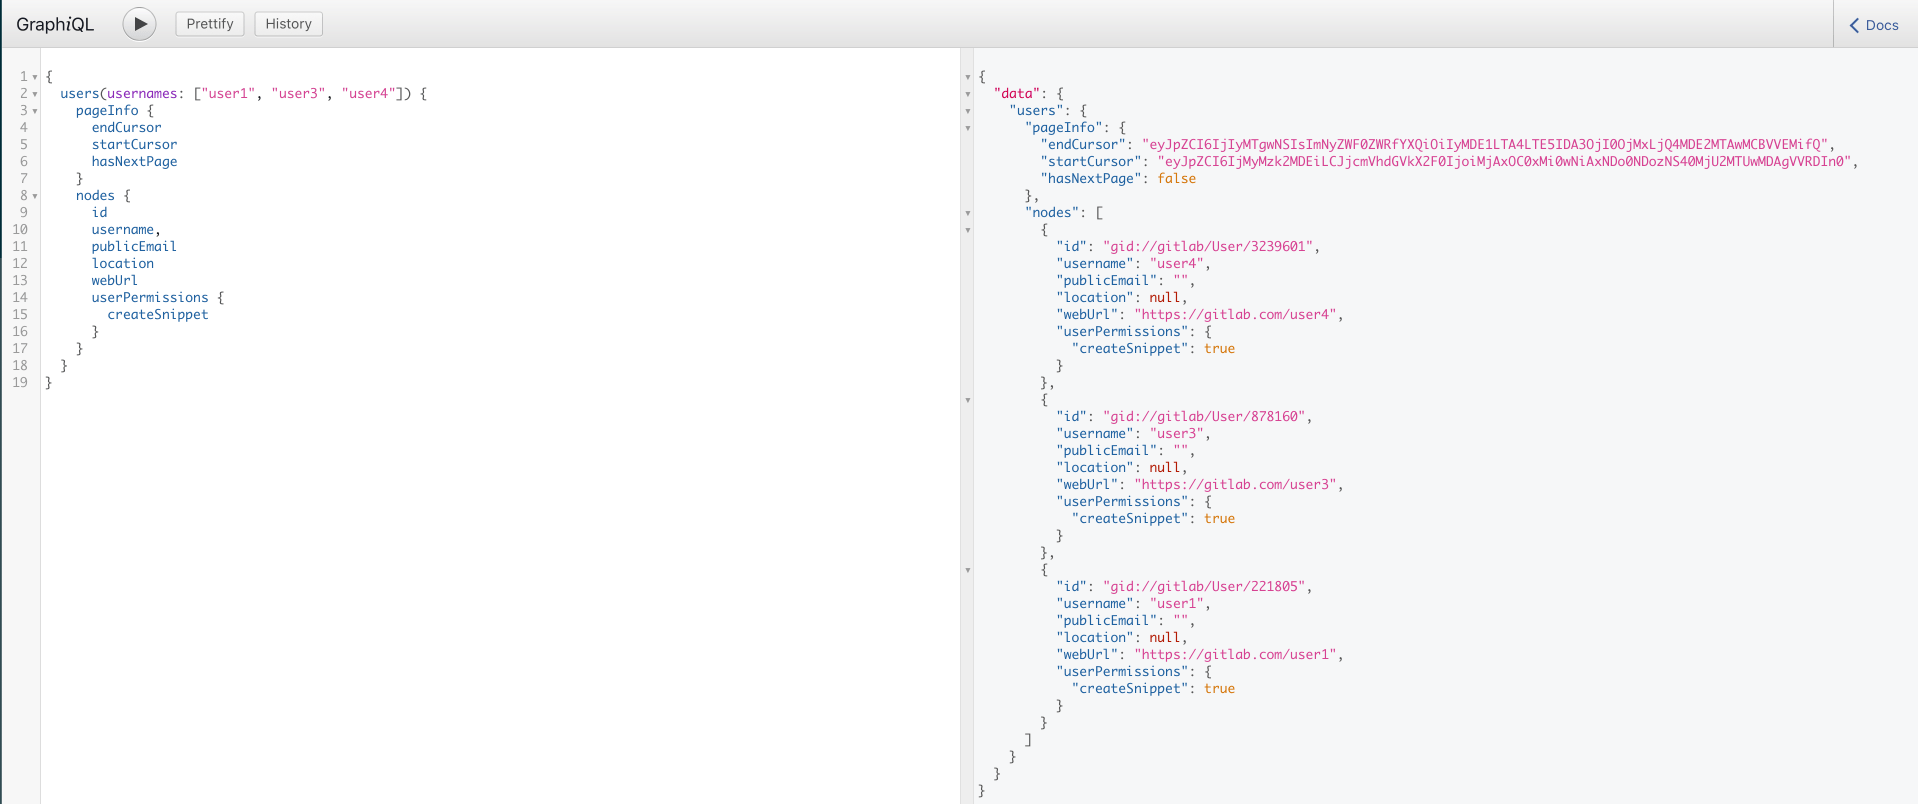 GraphiQL Prettify History Docs
1 {
2 users(usernames: ["user1", "user3", "user4"]) {
3 pageInfo {
4 endCursor
5 startCursor
6 hasNextPage
7 }
8 nodes {
9 id
10 username,
11 publicEmail
12 location
13 webUrl
14 userPermissions {
15 createSnippet
16 }
17 }
18 }
19 }
{
"data": {
"users": {
"pageInfo": {
"endCursor": "eyJpZCI6IjIyMTgwNSIsImNyZWF0ZWRfYXQiOiIyMDE1LTA4LTE5IDA3OjI0OjMxLjQ4MDE2MTAwMCBVVEMifQ",
"startCursor": "eyJpZCI6IjMyMzk2MDEiLCJjcmVhdGVkX2F0IjoiMjAxOC0xMi0wNiAxNDo0NDozNS40MjU2MTUwMDAgVVRDIn0",
"hasNextPage": false
},
"nodes": [
{
"id": "gid://gitlab/User/3239601",
"username": "user4",
"publicEmail": "",
"location": null,
"webUrl": "https://gitlab.com/user4",
"userPermissions": {
"createSnippet": true
}
},
{
"id": "gid://gitlab/User/878160",
"username": "user3",
"publicEmail": "",
"location": null,
"webUrl": "https://gitlab.com/user3",
"userPermissions": {
"createSnippet": true
}
},
{
"id": "gid://gitlab/User/221805",
"username": "user1",
"publicEmail": "",
"location": null,
"webUrl": "https://gitlab.com/user1",
"userPermissions": {
"createSnippet": true
}
}
]
}
}
}